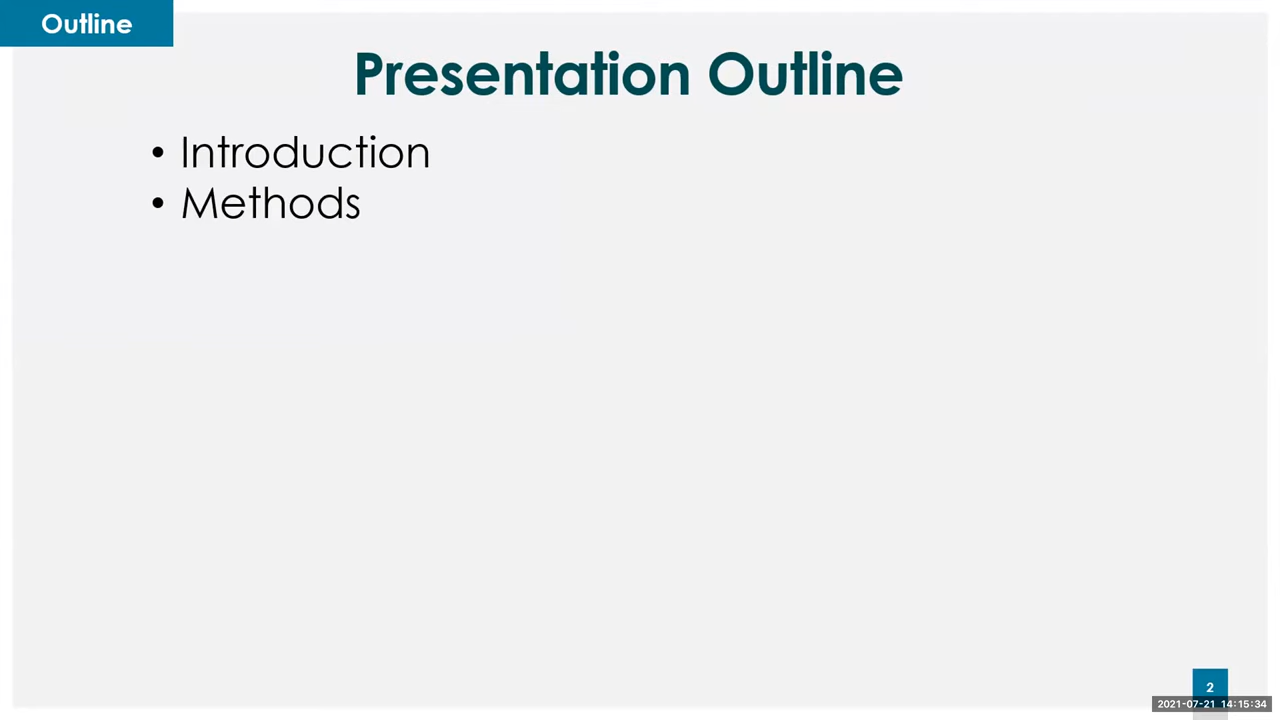 Outline
Presentation Outline
• Introduction
• Methods
2
2021-07-21 14:15:34